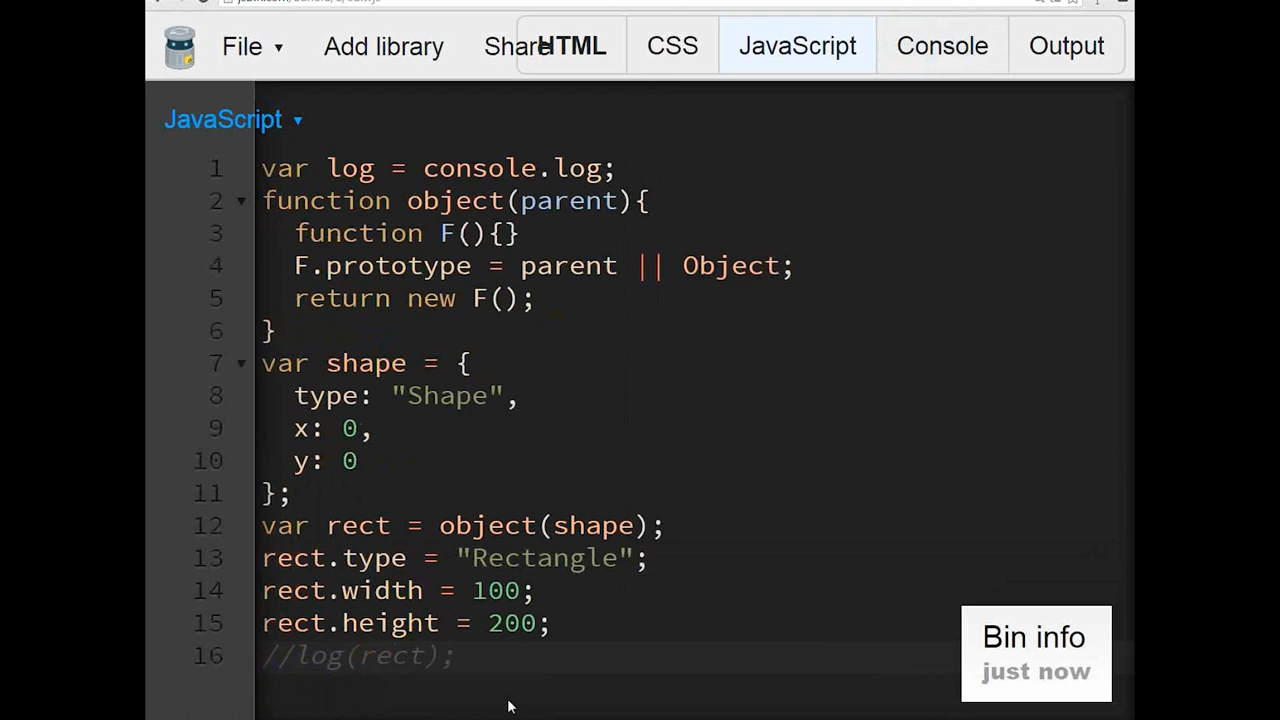 File ▾ Add library Share HTML CSS JavaScript Console Output
JavaScript ▾
1 var log = console.log;
2 function object(parent){
3 function F(){}
4 F.prototype = parent || Object;
5 return new F();
6 }
7 var shape = {
8 type: "Shape",
9 x: 0,
10 y: 0
11 };
12 var rect = object(shape);
13 rect.type = "Rectangle";
14 rect.width = 100;
15 rect.height = 200;
16 //log(rect);
Bin info
just now